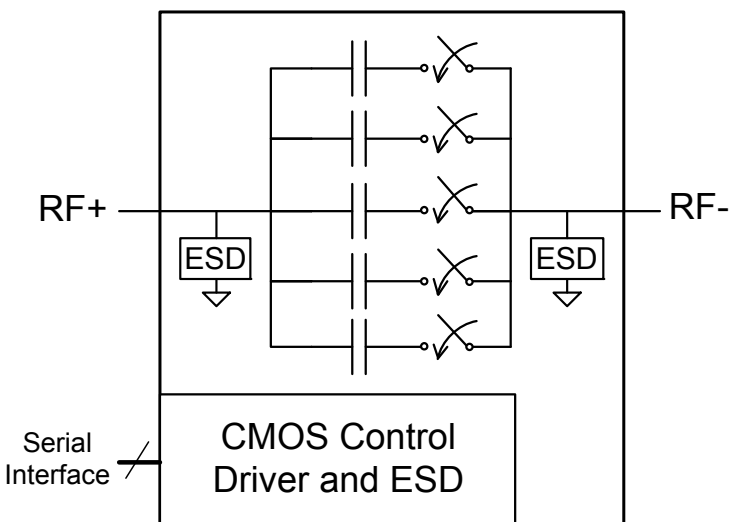 RF+
RF-
ESD
ESD
Serial
Interface
CMOS Control
Driver and ESD